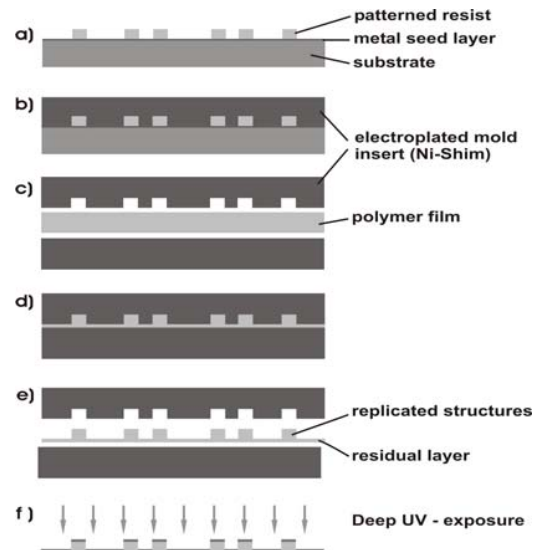 patterned resist
a)
metal seed layer
substrate
b)
electroplated mold
insert (Ni-Shim)
c)
polymer film
d)
e)
replicated structures
residual layer
f)
Deep UV - exposure